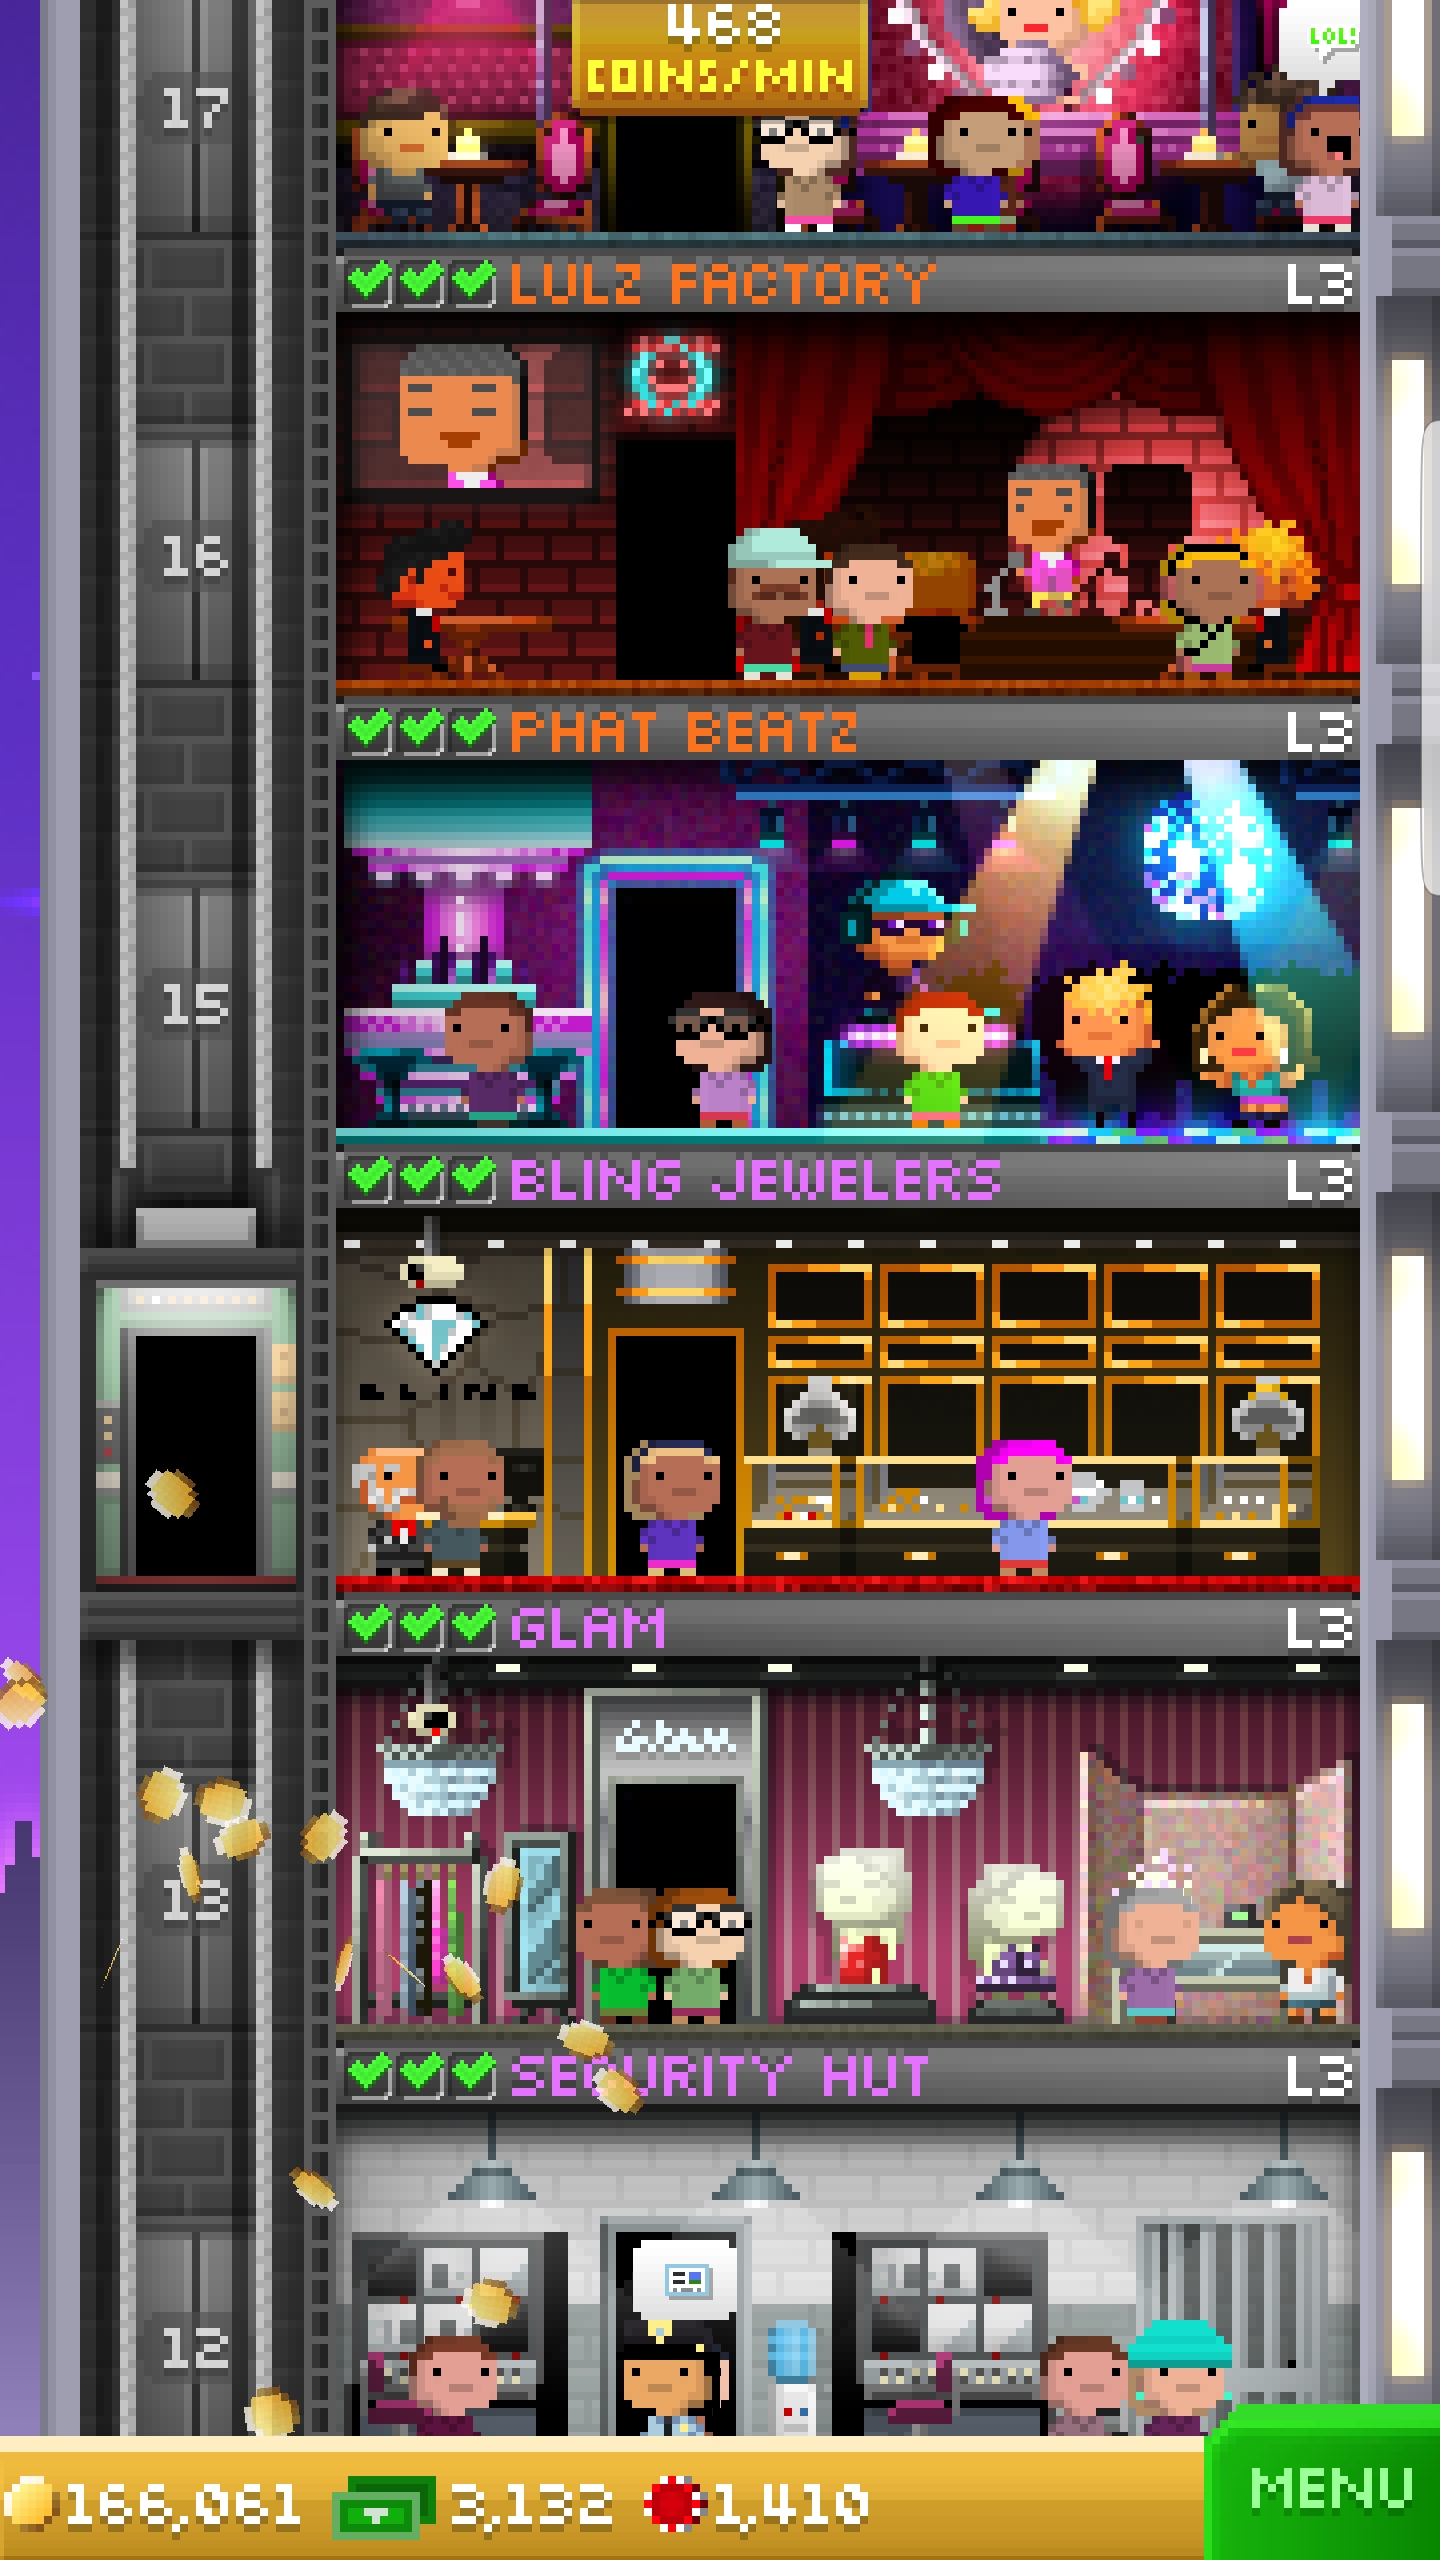 468
COINS/MIN
LOL!
17
LULZ FACTORY L3
16
PHAT BEATZ L3
15
BLING JEWELERS L3
BLING
GLAM L3
Glam
13
SECURITY HUT L3
12
166,061 3,132 1,410
MENU